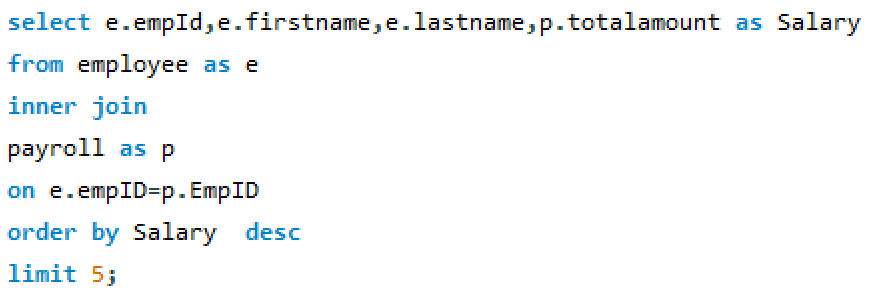 select e.empId,e.firstname,e.lastname,p.totalamount as Salary
from employee as e
inner join
payroll as p
on e.empID=p.EmpID
order by Salary  desc
limit 5;